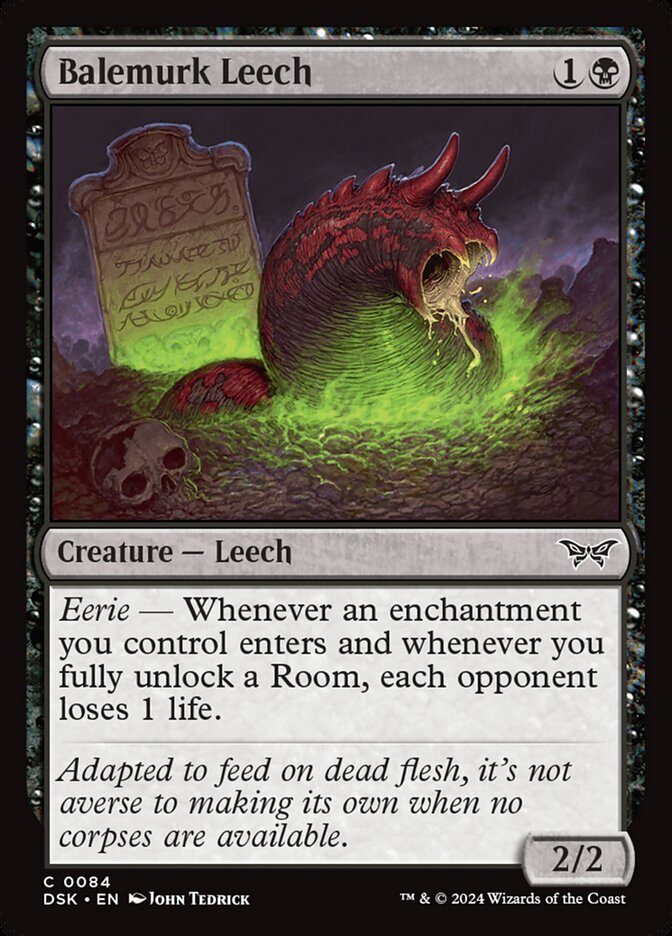 Balemurk Leech 1
Creature — Leech
Eerie — Whenever an enchantment
you control enters and whenever you
fully unlock a Room, each opponent
loses 1 life.
Adapted to feed on dead flesh, it's not
averse to making its own when no
corpses are available.
2/2
C 0084
DSK • EN John Tedrick
™ & © 2024 Wizards of the Coast